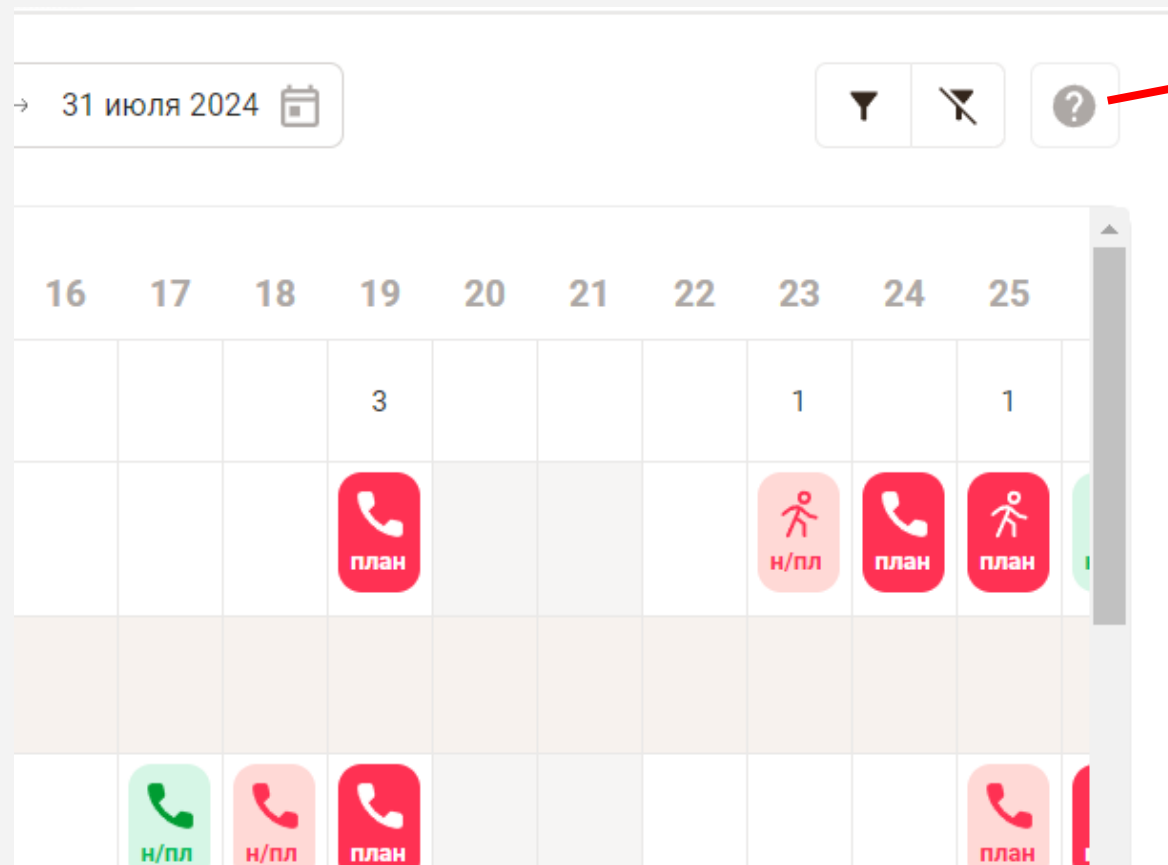 → 31 июля 2024
16 17 18 19 20 21 22 23 24 25
3 1 1
план н/пл план план
н/пл н/пл план план